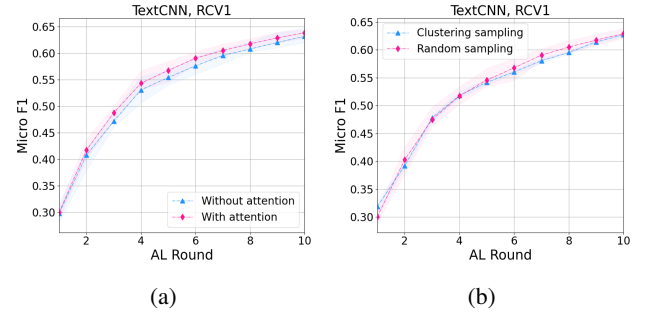 TextCNN, RCV1
Micro F1
0.65
0.60
0.55
0.50
0.45
0.40
0.35
0.30
Without attention
With attention
2 4 6 8 10
AL Round
(a)
TextCNN, RCV1
Micro F1
0.65
0.60
0.55
0.50
0.45
0.40
0.35
0.30
Clustering sampling
Random sampling
2 4 6 8 10
AL Round
(b)